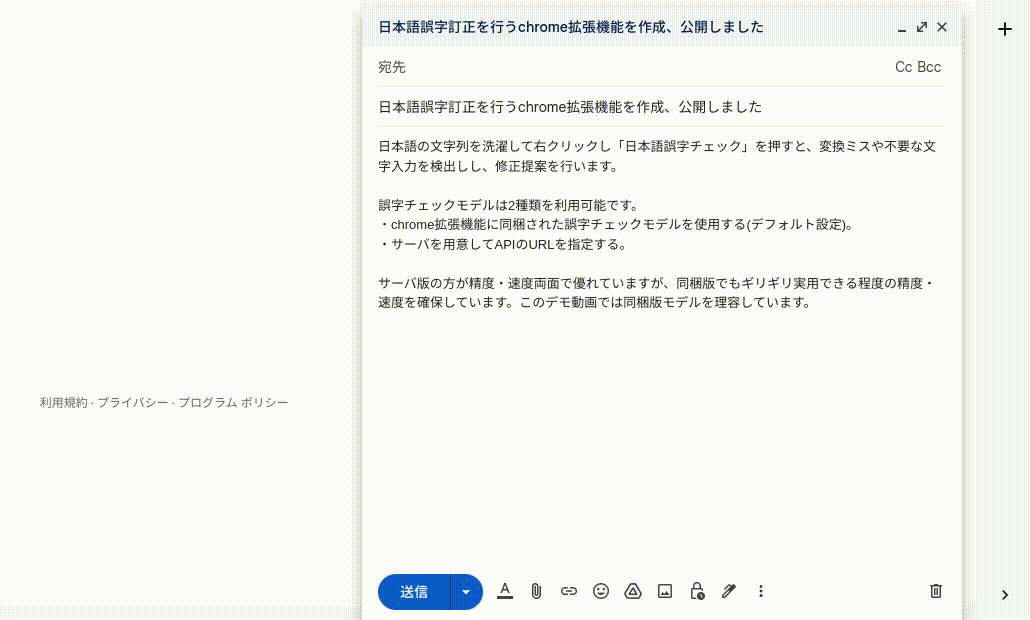 日本語誤字訂正を行うchrome拡張機能を作成、公開しました
宛先
Cc Bcc
日本語誤字訂正を行うchrome拡張機能を作成、公開しました
日本語の文字列を洗濯して右クリックし「日本語誤字チェック」を押すと、変換ミスや不要な文
字入力を検出しし、修正提案を行います。
誤字チェックモデルは2種類を利用可能です。
・chrome拡張機能に同梱された誤字チェックモデルを使用する(デフォルト設定)。
・サーバを用意してAPIのURLを指定する。
サーバ版の方が精度・速度両面で優れていますが、同梱版でもギリギリ実用できる程度の精度・
速度を確保しています。このデモ動画では同梱版モデルを理容しています。
利用規約 · プライバシー · プログラム ポリシー
送信